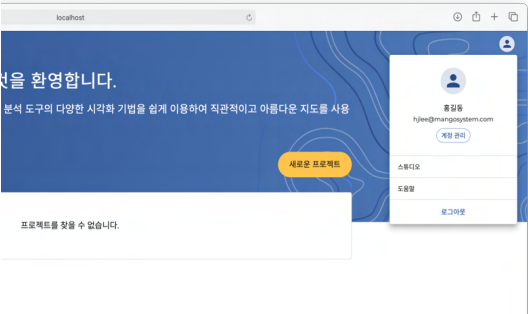 localhost
것을 환영합니다.
분석 도구의 다양한 시각화 기법을 쉽게 이용하여 직관적이고 아름다운 지도를 사용
새로운 프로젝트
프로젝트를 찾을 수 없습니다.
홍길동
hjlee@mangosystem.com
계정 관리
스튜디오
도움말
로그아웃